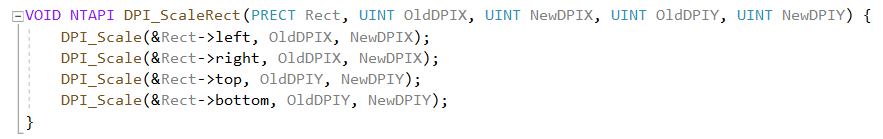 VOID NTAPI DPI_ScaleRect(PRECT Rect, UINT OldDPIX, UINT NewDPIX, UINT OldDPIY, UINT NewDPIY) {
    DPI_Scale(&Rect->left, OldDPIX, NewDPIX);
    DPI_Scale(&Rect->right, OldDPIX, NewDPIX);
    DPI_Scale(&Rect->top, OldDPIY, NewDPIY);
    DPI_Scale(&Rect->bottom, OldDPIY, NewDPIY);
}